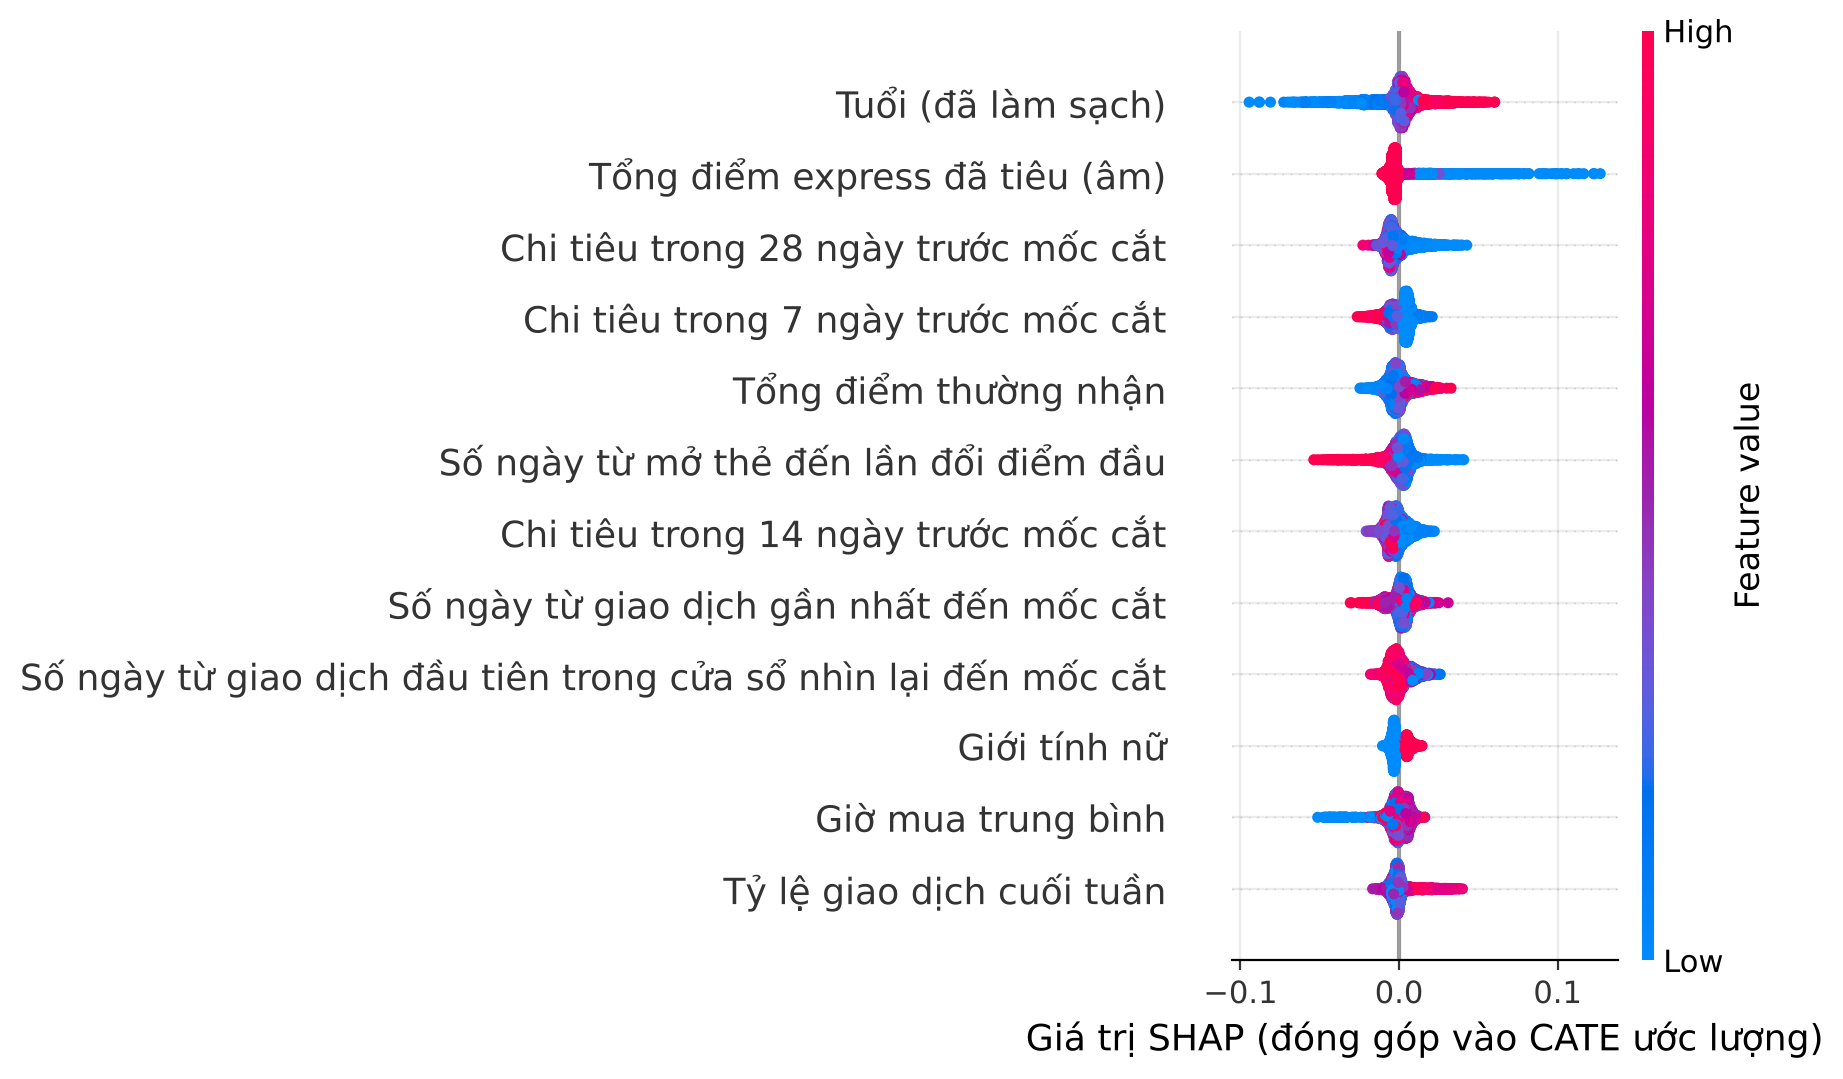 High
Tuổi (đã làm sạch)
Tổng điểm express đã tiêu (âm)
Chi tiêu trong 28 ngày trước mốc cắt
Chi tiêu trong 7 ngày trước mốc cắt
Tổng điểm thường nhận
Số ngày từ mở thẻ đến lần đổi điểm đầu
Chi tiêu trong 14 ngày trước mốc cắt
Số ngày từ giao dịch gần nhất đến mốc cắt
Số ngày từ giao dịch đầu tiên trong cửa sổ nhìn lại đến mốc cắt
Giới tính nữ
Giờ mua trung bình
Tỷ lệ giao dịch cuối tuần
Feature value
Low
−0.1 0.0 0.1
Giá trị SHAP (đóng góp vào CATE ước lượng)